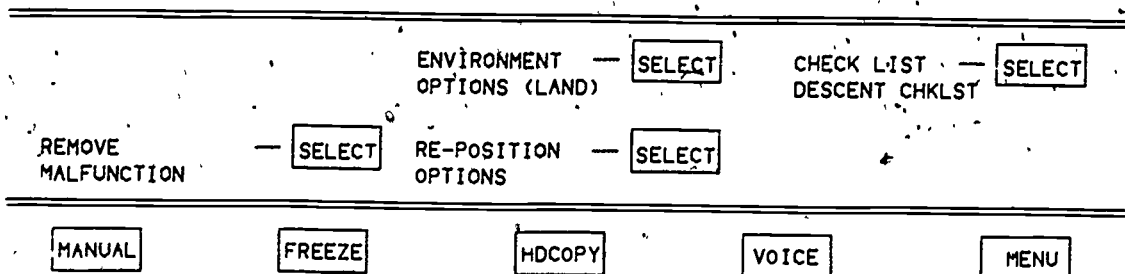 ENVIRONMENT — SELECT CHECK LIST — SELECT
OPTIONS (LAND) DESCENT CHKLST
REMOVE — SELECT RE-POSITION — SELECT
MALFUNCTION OPTIONS
MANUAL FREEZE HDCOPY VOICE MENU